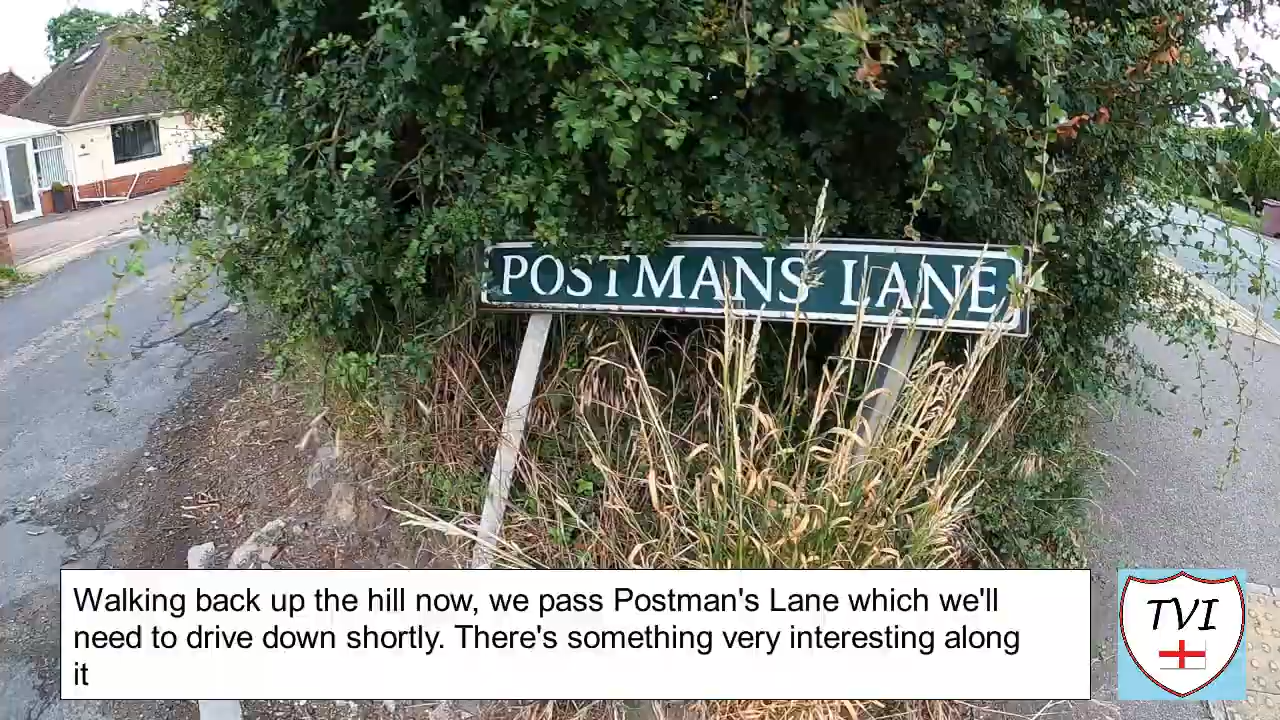 POSTMANS LANE
Walking back up the hill now, we pass Postman's Lane which we'll
need to drive down shortly. There's something very interesting along
it
TVI